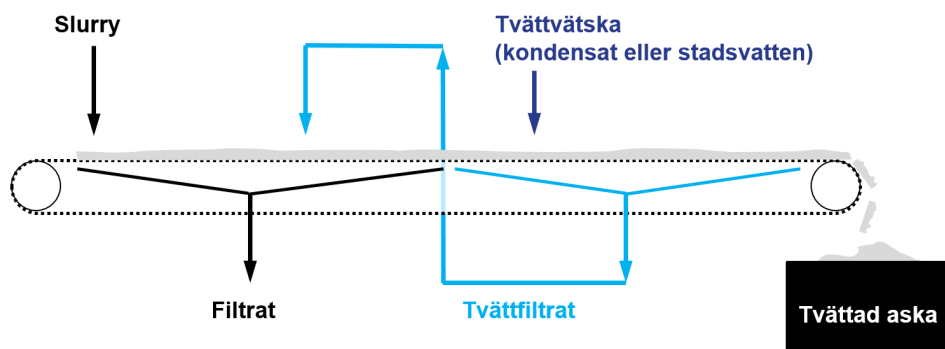 Slurry
Tvättvätska
(kondensat eller stadsvatten)
Filtrat
Tvättfiltrat
Tvättad aska